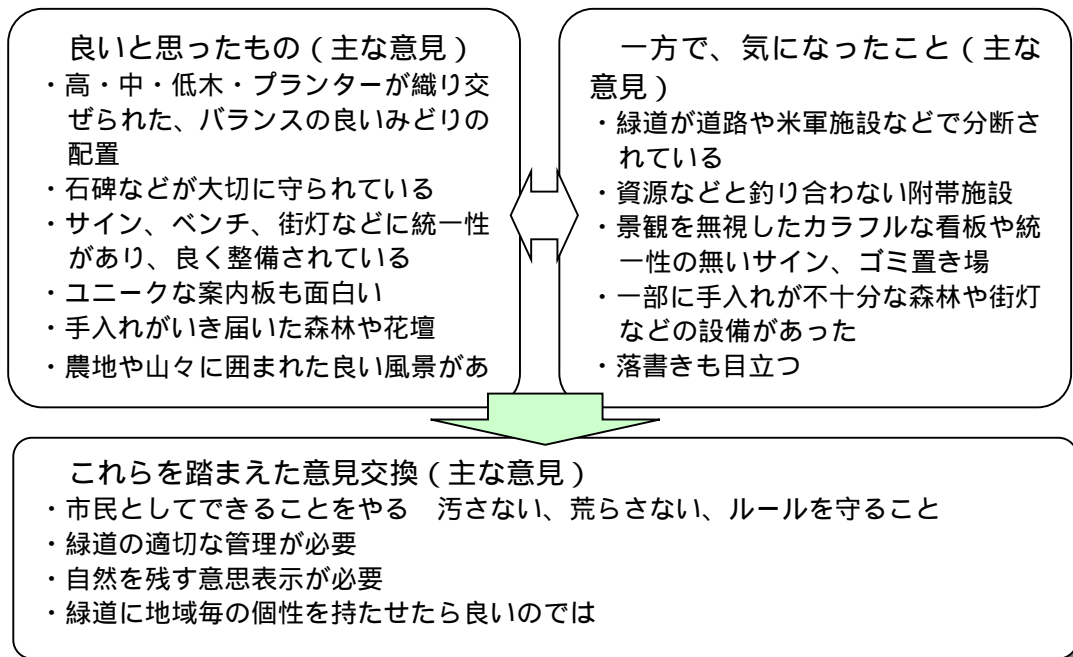 良いと思ったもの(主な意見)
・高・中・低木・プランターが織り交
ぜられた、バランスの良いみどりの
配置
・石碑などが大切に守られている
・サイン、ベンチ、街灯などに統一性
があり、良く整備されている
・ユニークな案内板も面白い
・手入れがいき届いた森林や花壇
・農地や山々に囲まれた良い風景があ
一方で、気になったこと(主な
意見)
・緑道が道路や米軍施設などで分断さ
れている
・資源などと釣り合わない附帯施設
・景観を無視したカラフルな看板や統
一性の無いサイン、ゴミ置き場
・一部に手入れが不十分な森林や街灯
などの設備があった
・落書きも目立つ
これらを踏まえた意見交換(主な意見)
・市民としてできることをやる 汚さない、荒らさない、ルールを守ること
・緑道の適切な管理が必要
・自然を残す意思表示が必要
・緑道に地域毎の個性を持たせたら良いのでは